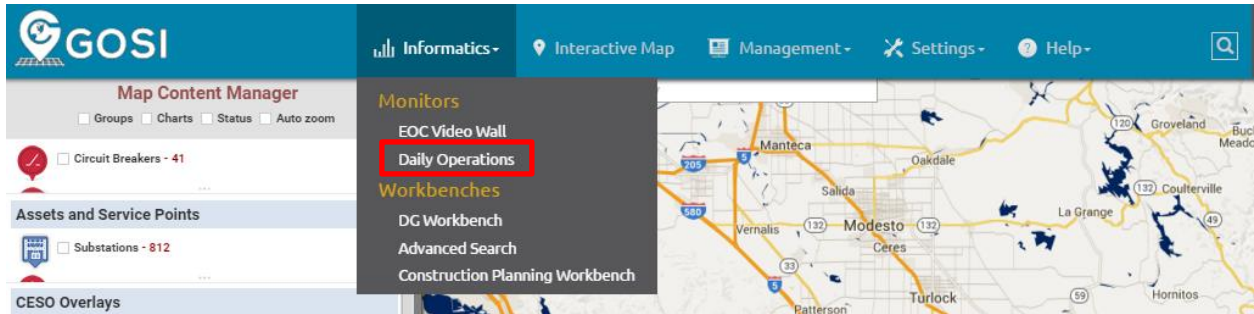 GOSI
Informatics
Interactive Map
Management
Settings
Help
Map Content Manager
Groups Charts Status Auto zoom
Circuit Breakers - 41
...
Assets and Service Points
Substations - 812
...
CESO Overlays
Monitors
EOC Video Wall
Daily Operations
Workbenches
DG Workbench
Advanced Search
Construction Planning Workbench
120
Groveland
Manteca
5
205
Oakdale
132
Coulterville
Salida
La Grange
580
49
Vernalis
132
Modesto
132
Ceres
33
5
Turlock
59
Hornitos
Patterson